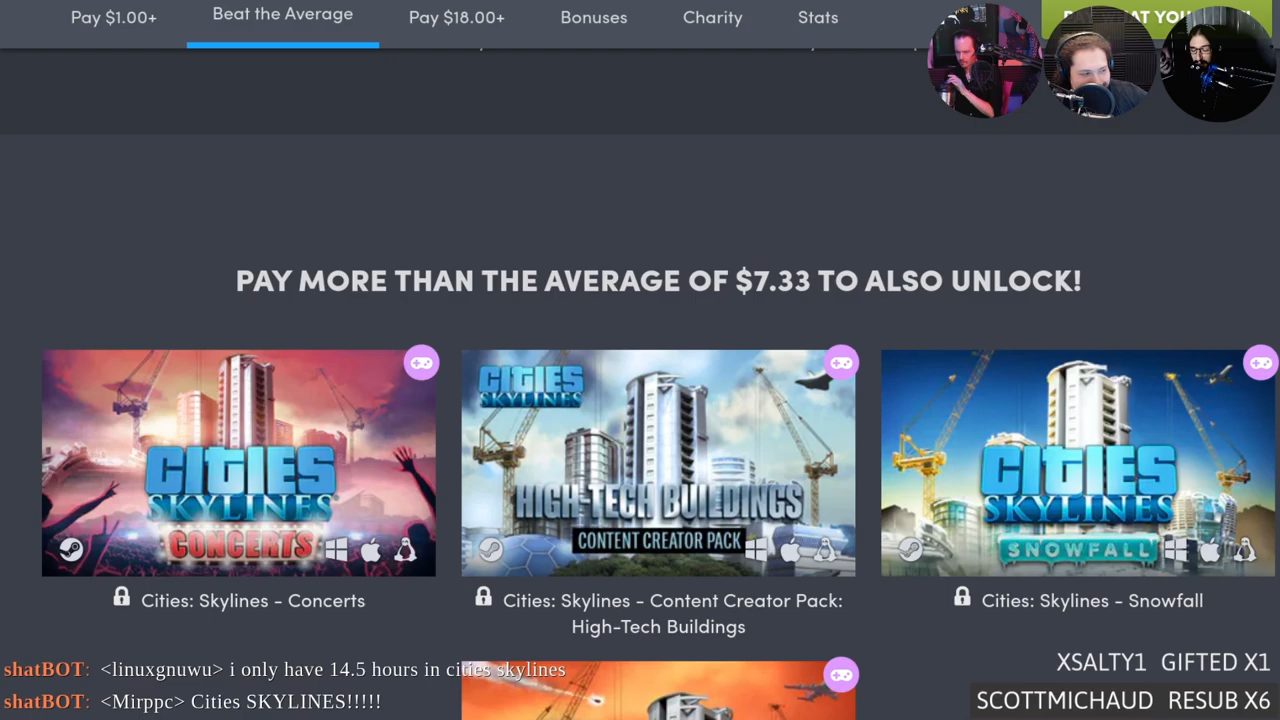 Pay $1.00+
Beat the Average
Pay $18.00+
Bonuses
Charity
Stats
PAY MORE THAN THE AVERAGE OF $7.33 TO ALSO UNLOCK!
CITIES
SKYLINES
CONCERTS
CITIES
SKYLINES
HIGH-TECH BUILDINGS
CONTENT CREATOR PACK
CITIES
SKYLINES
SNOWFALL
Cities: Skylines - Concerts
Cities: Skylines - Content Creator Pack:
High-Tech Buildings
Cities: Skylines - Snowfall
shatBOT: <linuxgnuwu> i only have 14.5 hours in cities skylines
shatBOT: <Mirppc> Cities SKYLINES!!!!!
XSALTY1 GIFTED X1
SCOTTMICHAUD RESUB X6